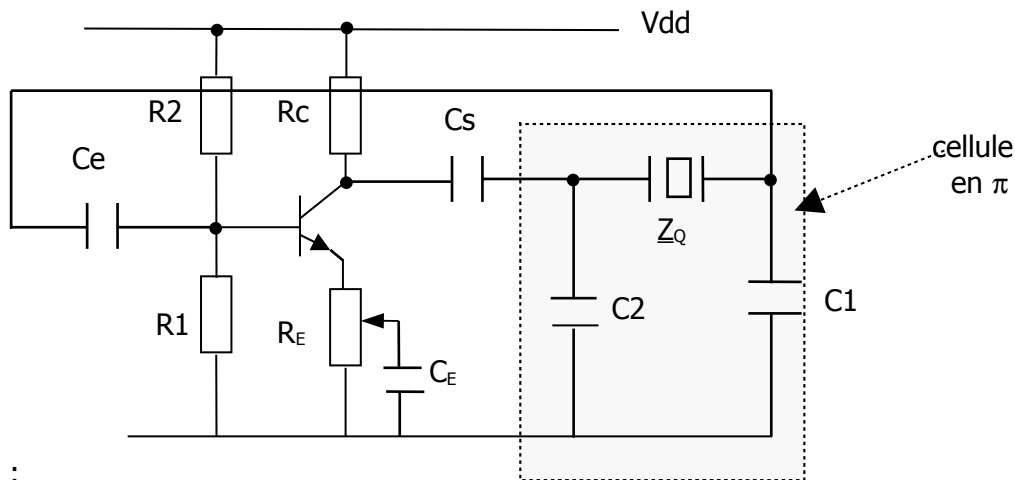 Vdd
R2
Rc
Cs
Ce
cellule
en π
Z_Q
C2
C1
R1
R_E
C_E
: